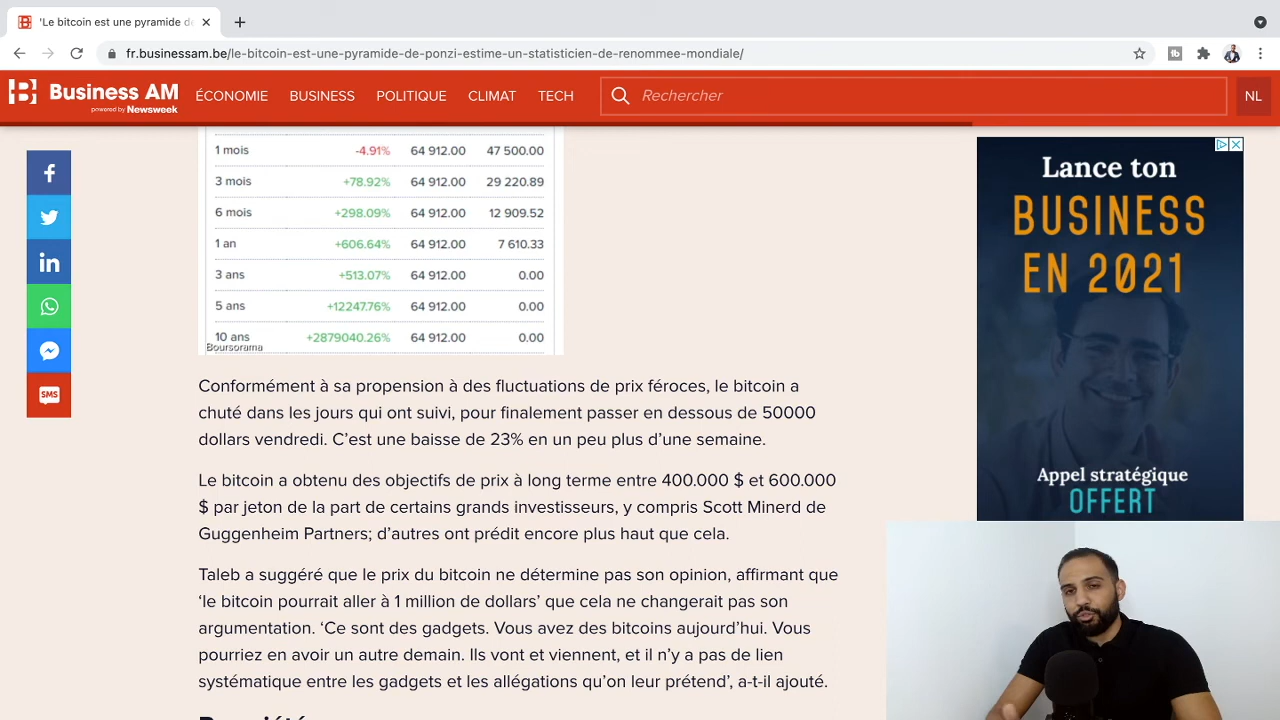 'Le bitcoin est une pyramide de
fr.businessam.be/le-bitcoin-est-une-pyramide-de-ponzi-estime-un-statisticien-de-renommee-mondiale/
Business AM
powered by Newsweek
ÉCONOMIE BUSINESS POLITIQUE CLIMAT TECH
Rechercher
NL
1 mois -4.91% 64 912.00 47 500.00
3 mois +78.92% 64 912.00 29 220.89
6 mois +298.09% 64 912.00 12 909.52
1 an +606.64% 64 912.00 7 610.33
3 ans +513.07% 64 912.00 0.00
5 ans +12247.76% 64 912.00 0.00
10 ans +2879040.26% 64 912.00 0.00
Boursorama
SMS
Conformément à sa propension à des fluctuations de prix féroces, le bitcoin a
chuté dans les jours qui ont suivi, pour finalement passer en dessous de 50000
dollars vendredi. C'est une baisse de 23% en un peu plus d'une semaine.
Le bitcoin a obtenu des objectifs de prix à long terme entre 400.000 $ et 600.000
$ par jeton de la part de certains grands investisseurs, y compris Scott Minerd de
Guggenheim Partners; d'autres ont prédit encore plus haut que cela.
Taleb a suggéré que le prix du bitcoin ne détermine pas son opinion, affirmant que
'le bitcoin pourrait aller à 1 million de dollars' que cela ne changerait pas son
argumentation. 'Ce sont des gadgets. Vous avez des bitcoins aujourd'hui. Vous
pourriez en avoir un autre demain. Ils vont et viennent, et il n'y a pas de lien
systématique entre les gadgets et les allégations qu'on leur prétend', a-t-il ajouté.
Propriété
Lance ton
BUSINESS
EN 2021
Appel stratégique
OFFERT